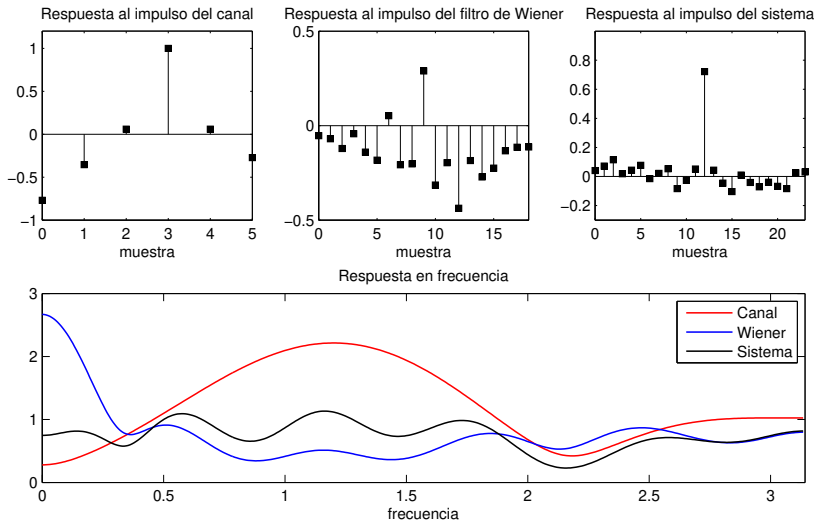 Respuesta al impulso del canal
1
0.5
0
−0.5
−1
0 1 2 3 4 5
muestra
Respuesta al impulso del filtro de Wiener
0.5
0
−0.5
0 5 10 15
muestra
Respuesta al impulso del sistema
0.8
0.6
0.4
0.2
0
−0.2
0 5 10 15 20
muestra
Respuesta en frecuencia
3
2
1
0
0 0.5 1 1.5 2 2.5 3
frecuencia
Canal
Wiener
Sistema